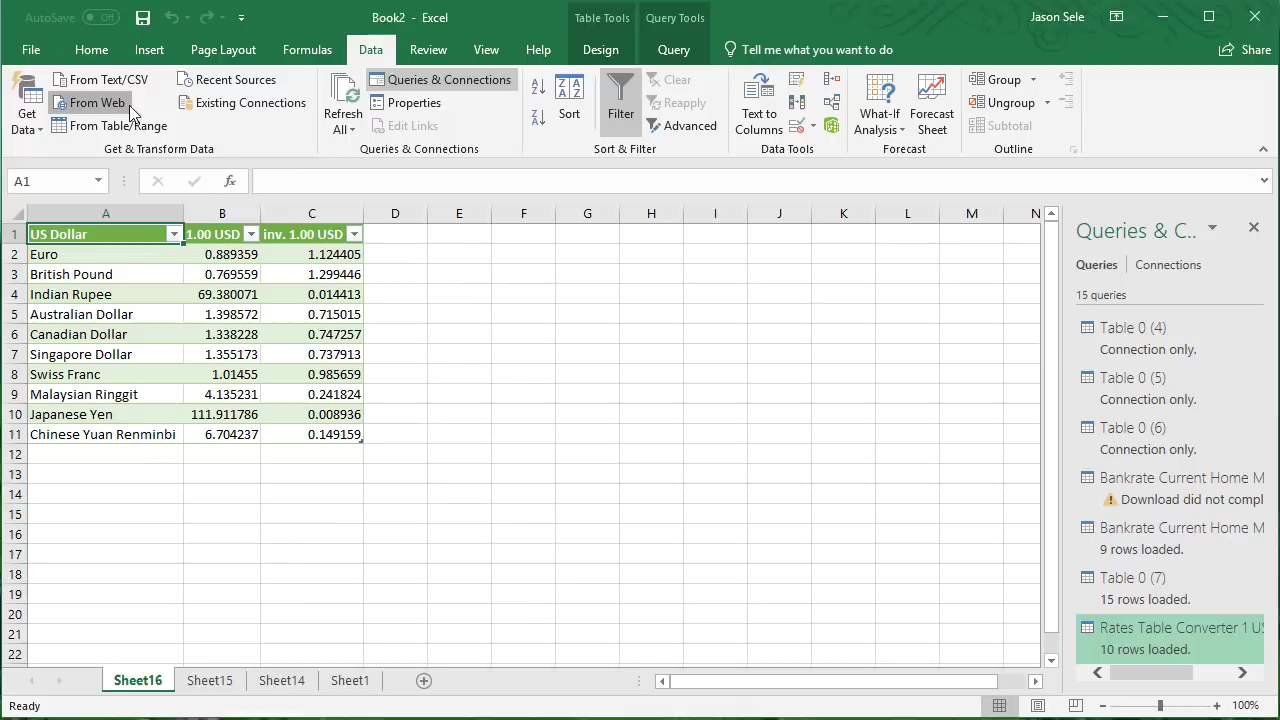 AutoSave Off
Book2 - Excel
Table Tools
Query Tools
Jason Sele
File Home Insert Page Layout Formulas Data Review View Help Design Query Tell me what you want to do Share
Get Data
From Text/CSV
From Web
From Table/Range
Recent Sources
Existing Connections
Get & Transform Data
Refresh All
Queries & Connections
Properties
Edit Links
Queries & Connections
Sort
Filter
Clear
Reapply
Advanced
Sort & Filter
Text to Columns
Data Tools
What-If Analysis
Forecast Sheet
Forecast
Group
Ungroup
Subtotal
Outline
A1
fx
A B C D E F G H I J K L M N
1 US Dollar 1.00 USD inv. 1.00 USD
2 Euro 0.889359 1.124405
3 British Pound 0.769559 1.299446
4 Indian Rupee 69.380071 0.014413
5 Australian Dollar 1.398572 0.715015
6 Canadian Dollar 1.338228 0.747257
7 Singapore Dollar 1.355173 0.737913
8 Swiss Franc 1.01455 0.985659
9 Malaysian Ringgit 4.135231 0.241824
10 Japanese Yen 111.911786 0.008936
11 Chinese Yuan Renminbi 6.704237 0.149159
12
13
14
15
16
17
18
19
20
21
22
Queries & C..
Queries Connections
15 queries
Table 0 (4)
Connection only.
Table 0 (5)
Connection only.
Table 0 (6)
Connection only.
Bankrate Current Home M
Download did not compl
Bankrate Current Home M
9 rows loaded.
Table 0 (7)
15 rows loaded.
Rates Table Converter 1 US
10 rows loaded.
Sheet16 Sheet15 Sheet14 Sheet1
Ready
100%